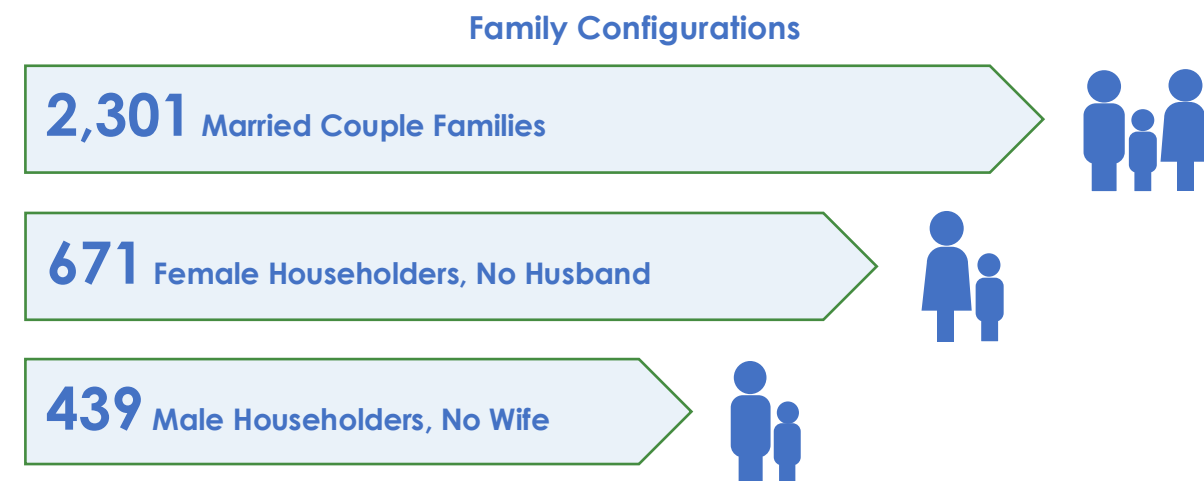 Family Configurations
2,301 Married Couple Families
671 Female Householders, No Husband
439 Male Householders, No Wife